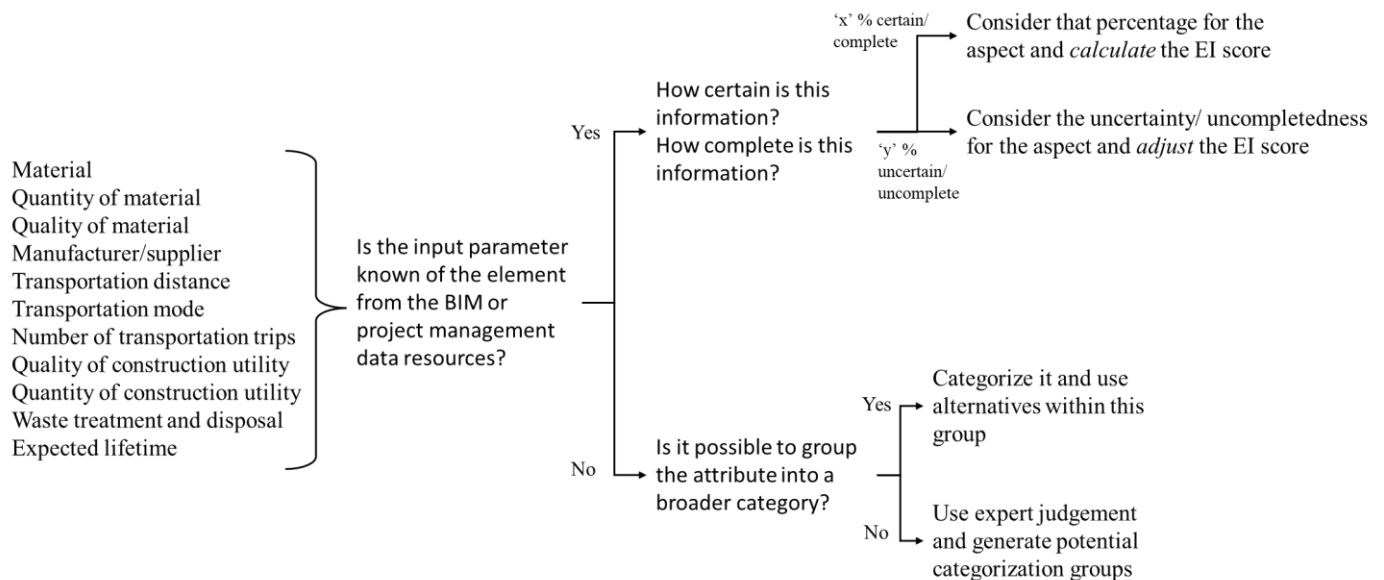 Material
Quantity of material
Quality of material
Manufacturer/supplier
Transportation distance
Transportation mode
Number of transportation trips
Quality of construction utility
Quantity of construction utility
Waste treatment and disposal
Expected lifetime
Is the input parameter
known of the element
from the BIM or
project management
data resources?
Yes
How certain is this
information?
How complete is this
information?
‘x’ % certain/
complete
Consider that percentage for the
aspect and calculate the EI score
‘y’ %
uncertain/
uncomplete
Consider the uncertainty/ uncompletedness
for the aspect and adjust the EI score
No
Is it possible to group
the attribute into a
broader category?
Yes
Categorize it and use
alternatives within this
group
No
Use expert judgement
and generate potential
categorization groups